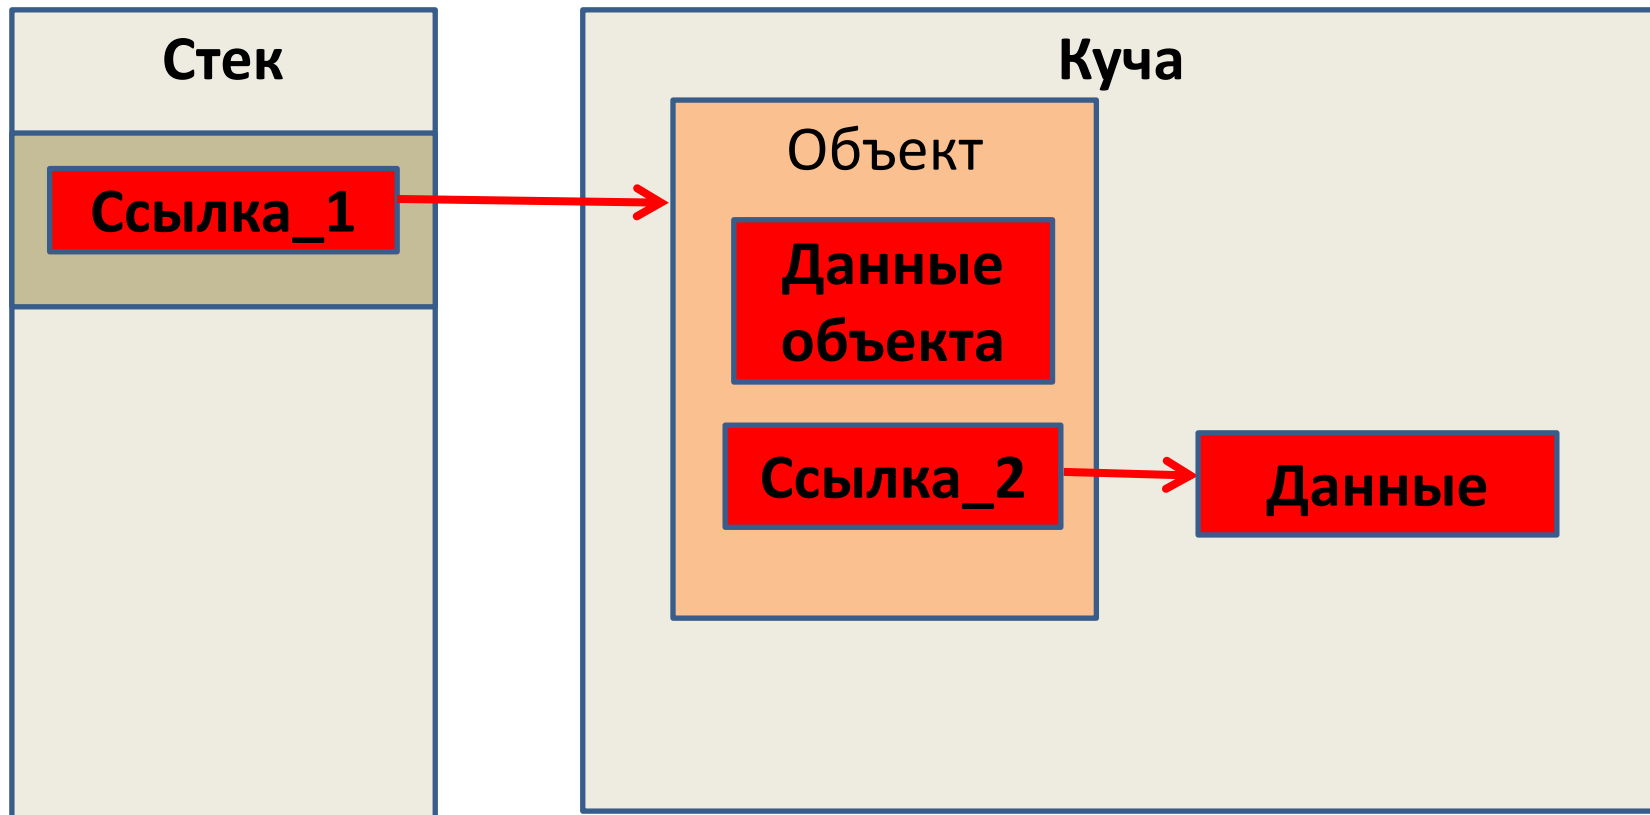 Стек
Ссылка_1
Куча
Объект
Данные
объекта
Ссылка_2
Данные